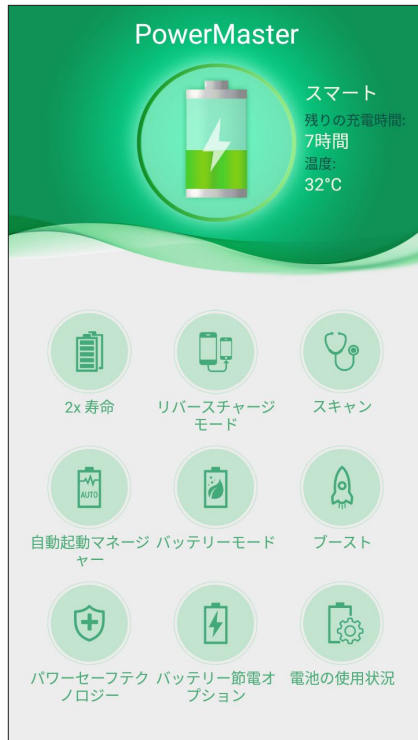 PowerMaster
スマート
残りの充電時間:
7時間
温度:
32°C
2x 寿命
リバースチャージ
モード
スキャン
AUTO
自動起動マネージ
ャー
バッテリーモード
ブースト
パワーセーフテク
ノロジー
バッテリー節電オ
プション
電池の使用状況